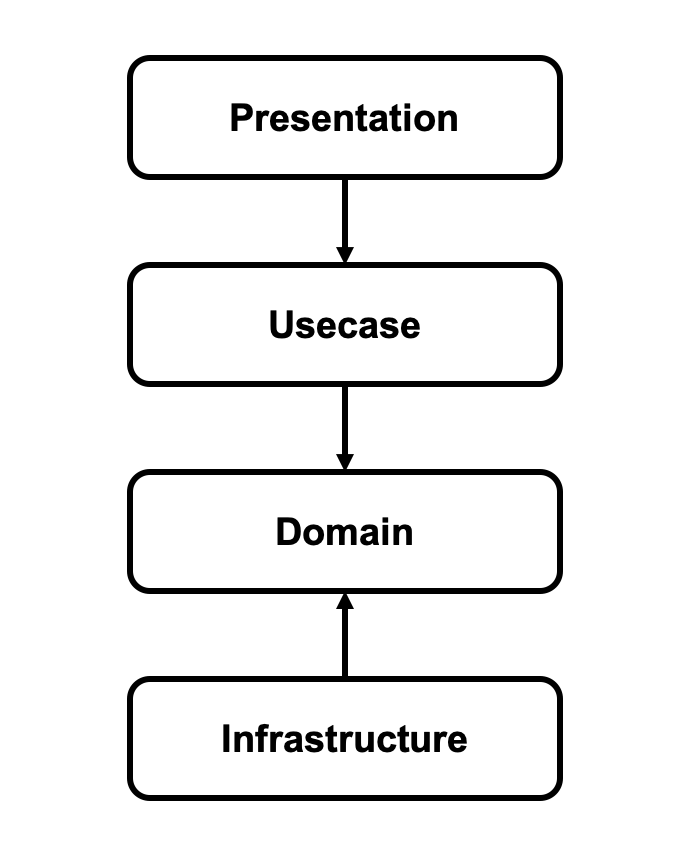 Presentation
Usecase
Domain
Infrastructure